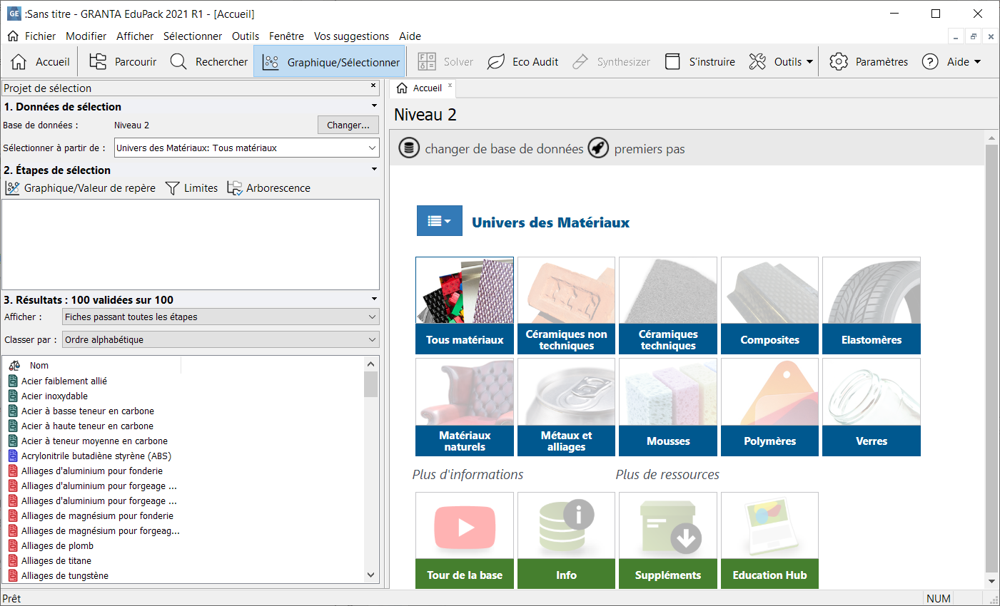 :Sans titre - GRANTA EduPack 2021 R1 - [Accueil]
Fichier Modifier Afficher Sélectionner Outils Fenêtre Vos suggestions Aide
Accueil Parcourir Rechercher Graphique/Sélectionner Solver Eco Audit Synthesizer S'instruire Outils Paramètres Aide
Projet de sélection
1. Données de sélection
Base de données : Niveau 2 Changer...
Sélectionner à partir de : Univers des Matériaux: Tous matériaux
2. Étapes de sélection
Graphique/Valeur de repère Limites Arborescence
3. Résultats : 100 validées sur 100
Afficher : Fiches passant toutes les étapes
Classer par : Ordre alphabétique
Nom
Acier faiblement allié
Acier inoxydable
Acier à basse teneur en carbone
Acier à haute teneur en carbone
Acier à teneur moyenne en carbone
Acrylonitrile butadiène styrène (ABS)
Alliages d'aluminium pour fonderie
Alliages d'aluminium pour forgeage ...
Alliages d'aluminium pour forgeage ...
Alliages de magnésium pour fonderie
Alliages de magnésium pour forgeag...
Alliages de plomb
Alliages de titane
Alliages de tungstène
Accueil
Niveau 2
changer de base de données premiers pas
Univers des Matériaux
Tous matériaux
Céramiques non
techniques
Céramiques
techniques
Composites
Elastomères
Matériaux
naturels
Métaux et
alliages
Mousses
Polymères
Verres
Plus d'informations Plus de ressources
Tour de la base
Info
Suppléments
Education Hub
Prêt NUM